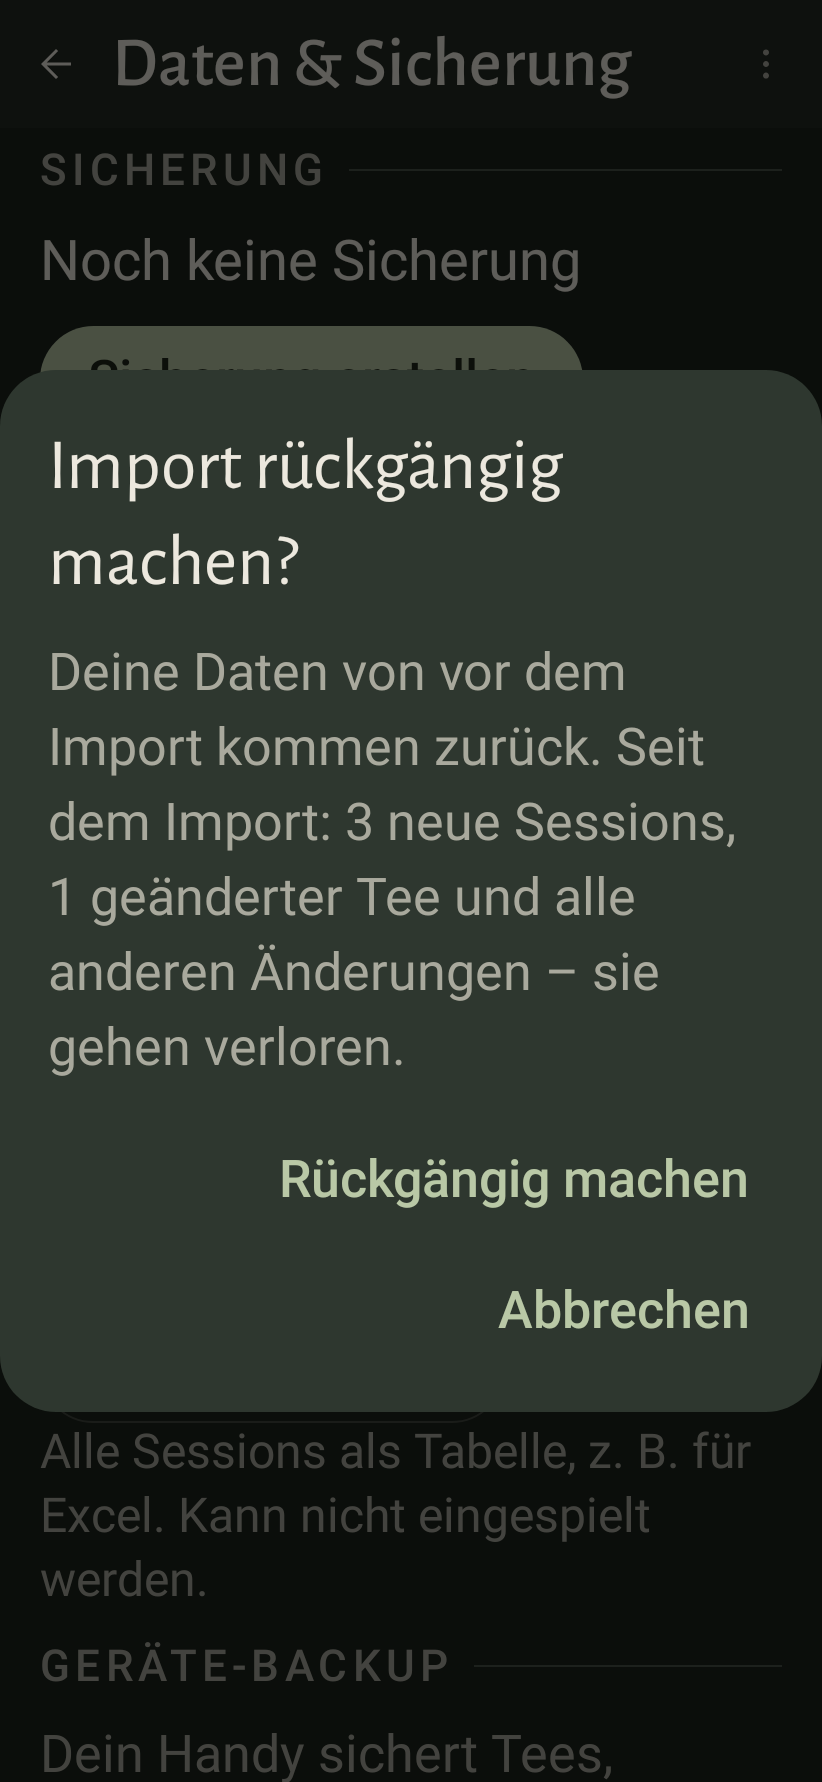 Daten & Sicherung
SICHERUNG
Noch keine Sicherung
Import rückgängig
machen?
Deine Daten von vor dem
Import kommen zurück. Seit
dem Import: 3 neue Sessions,
1 geänderter Tee und alle
anderen Änderungen – sie
gehen verloren.
Rückgängig machen
Abbrechen
Alle Sessions als Tabelle, z. B. für
Excel. Kann nicht eingespielt
werden.
GERÄTE-BACKUP
Dein Handy sichert Tees,